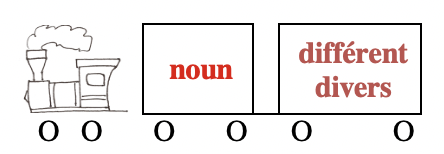 noun
différent
divers
O O O O O O